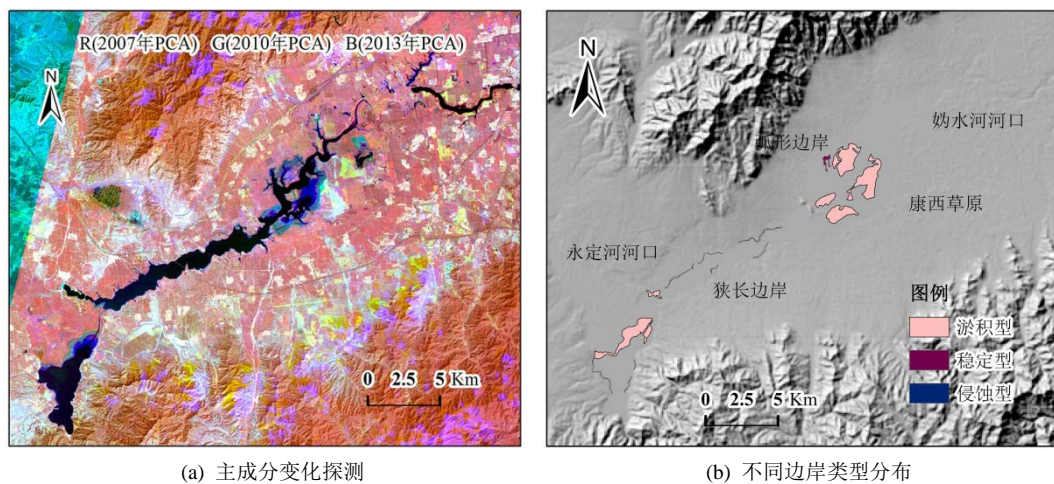 R(2007年PCA) G(2010年PCA) B(2013年PCA)
N
0 2.5 5 Km
(a) 主成分变化探测
N
妫水河河口
弧形边岸
康西草原
永定河河口
狭长边岸
图例
淤积型
稳定型
侵蚀型
0 2.5 5 Km
(b) 不同边岸类型分布